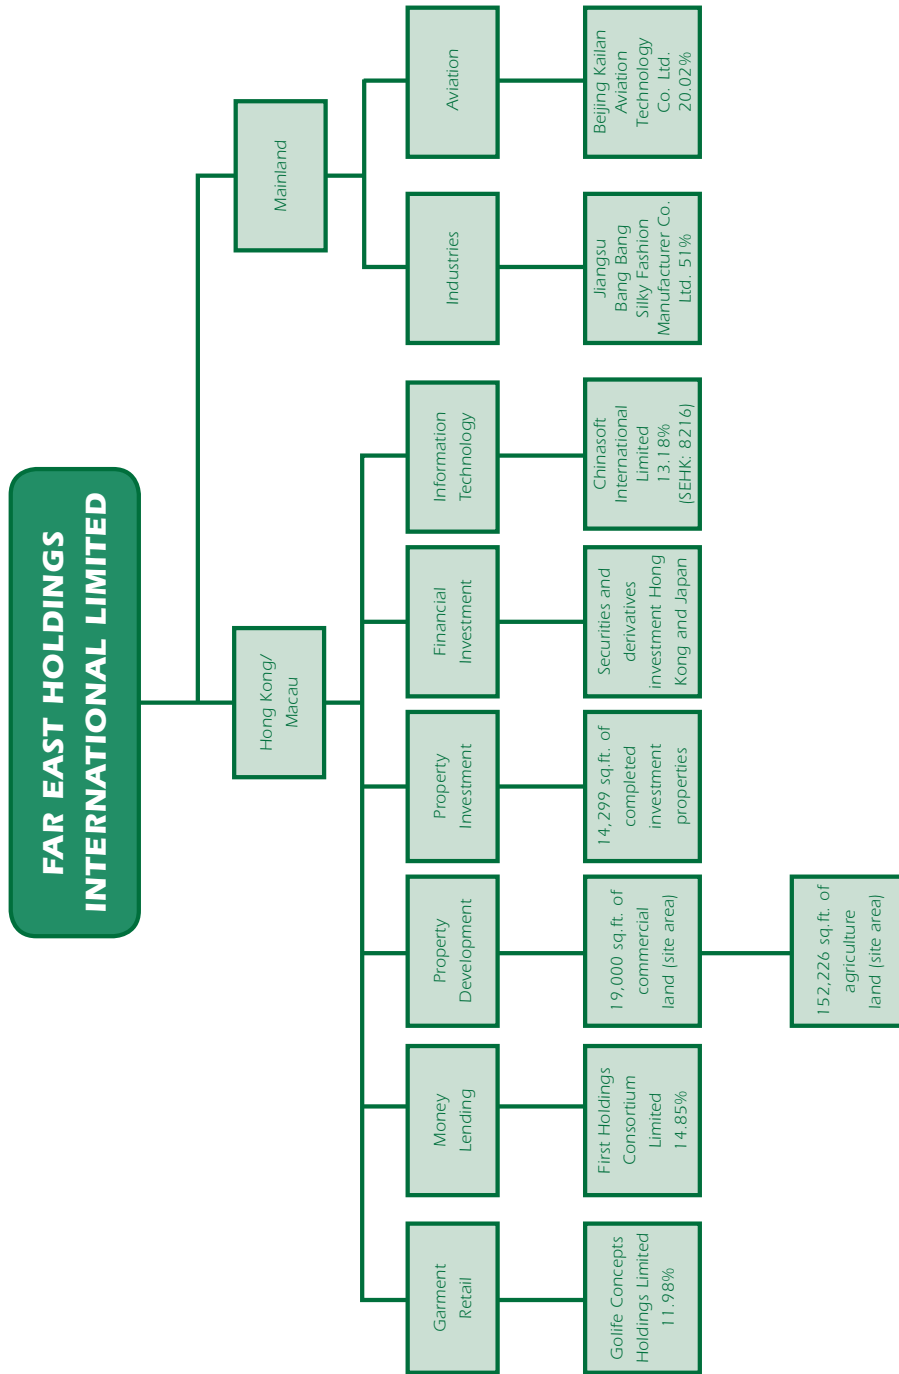 FAR EAST HOLDINGS
INTERNATIONAL LIMITED
Hong Kong/
Macau
Mainland
Garment
Retail
Money
Lending
Property
Development
Property
Investment
Financial
Investment
Information
Technology
Industries
Aviation
Golife Concepts
Holdings Limited
11.98%
First Holdings
Consortium
Limited
14.85%
19,000 sq.ft. of
commercial
land (site area)
14,299 sq.ft. of
completed
investment
properties
Securities and
derivatives
investment Hong
Kong and Japan
Chinasoft
International
Limited
13.18%
(SEHK: 8216)
Jiangsu
Bang Bang
Silky Fashion
Manufacturer Co.
Ltd. 51%
Beijing Kailan
Aviation
Technology
Co. Ltd.
20.02%
152,226 sq.ft. of
agriculture
land (site area)